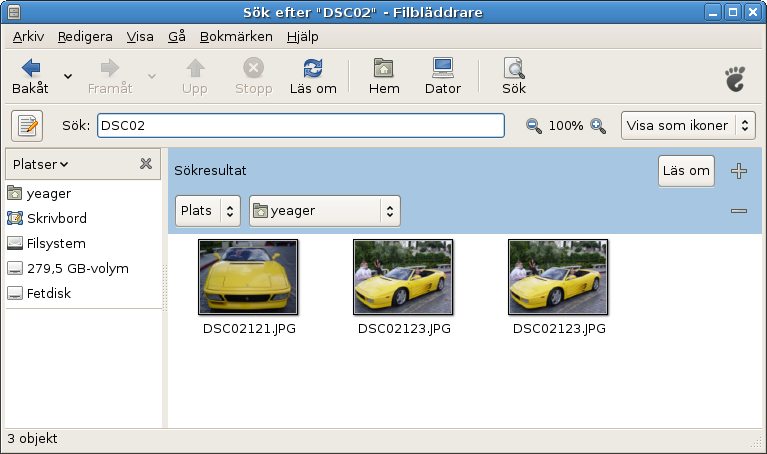 Sök efter "DSC02" - Filbläddrare
Arkiv Redigera Visa Gå Bokmärken Hjälp
Bakåt Framåt Upp Stopp Läs om Hem Dator Sök
Sök: DSC02 100% Visa som ikoner
Platser
yeager
Skrivbord
Filsystem
279,5 GB-volym
Fetdisk
Sökresultat Läs om
Plats yeager
DSC02121.JPG DSC02123.JPG DSC02123.JPG
3 objekt